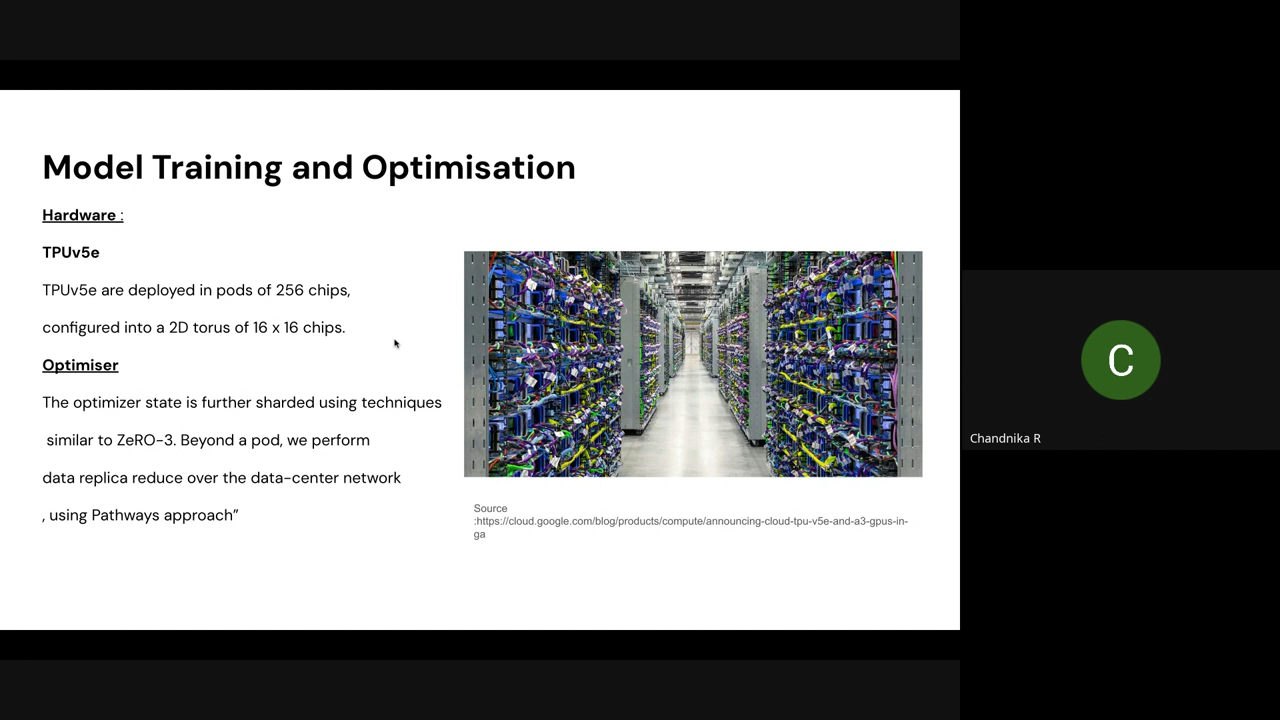 Model Training and Optimisation
Hardware :
TPUv5e
TPUv5e are deployed in pods of 256 chips,
configured into a 2D torus of 16 x 16 chips.
Optimiser
The optimizer state is further sharded using techniques
similar to ZeRO-3. Beyond a pod, we perform
data replica reduce over the data-center network
, using Pathways approach”
Source
:https://cloud.google.com/blog/products/compute/announcing-cloud-tpu-v5e-and-a3-gpus-in-
ga
C
Chandnika R